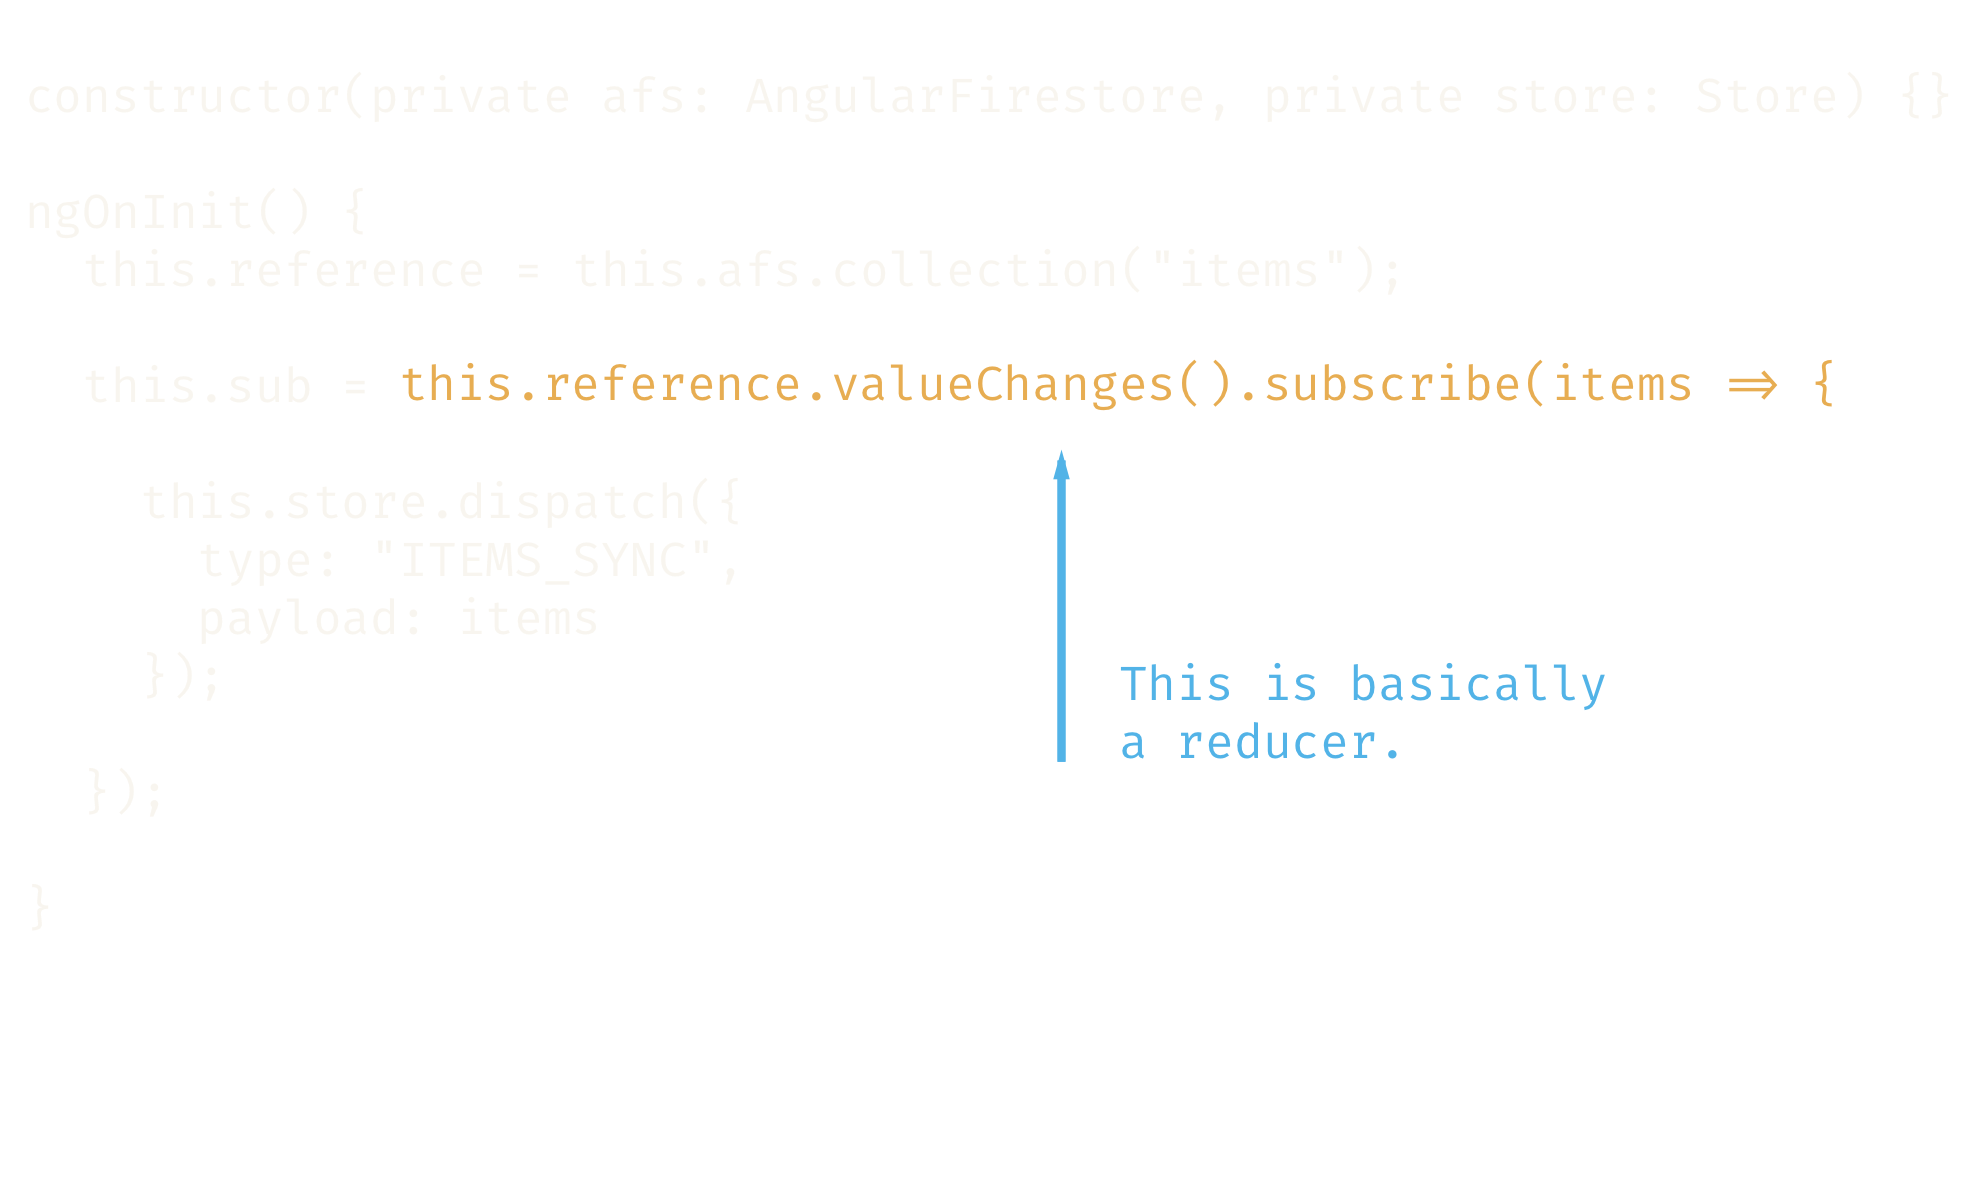 constructor(private afs: AngularFirestore, private store: Store) {}
ngOnInit() {
this.reference = this.afs.collection("items");
this.sub = this.reference.valueChanges().subscribe(items => {
this.store.dispatch({
type: "ITEMS_SYNC",
payload: items
});
This is basically
a reducer.
});
}